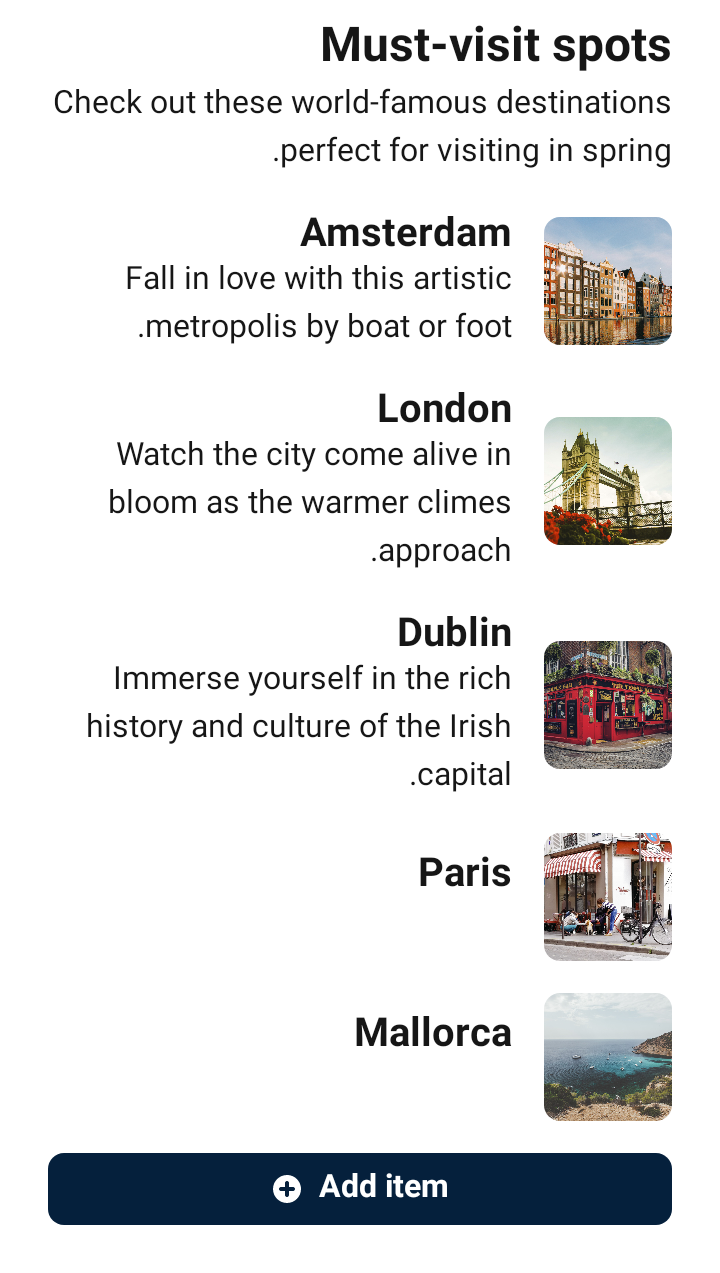 Must-visit spots
Check out these world-famous destinations
.perfect for visiting in spring
Amsterdam
Fall in love with this artistic
.metropolis by boat or foot
London
Watch the city come alive in
bloom as the warmer climes
.approach
Dublin
Immerse yourself in the rich
history and culture of the Irish
.capital
Paris
Mallorca
Add item